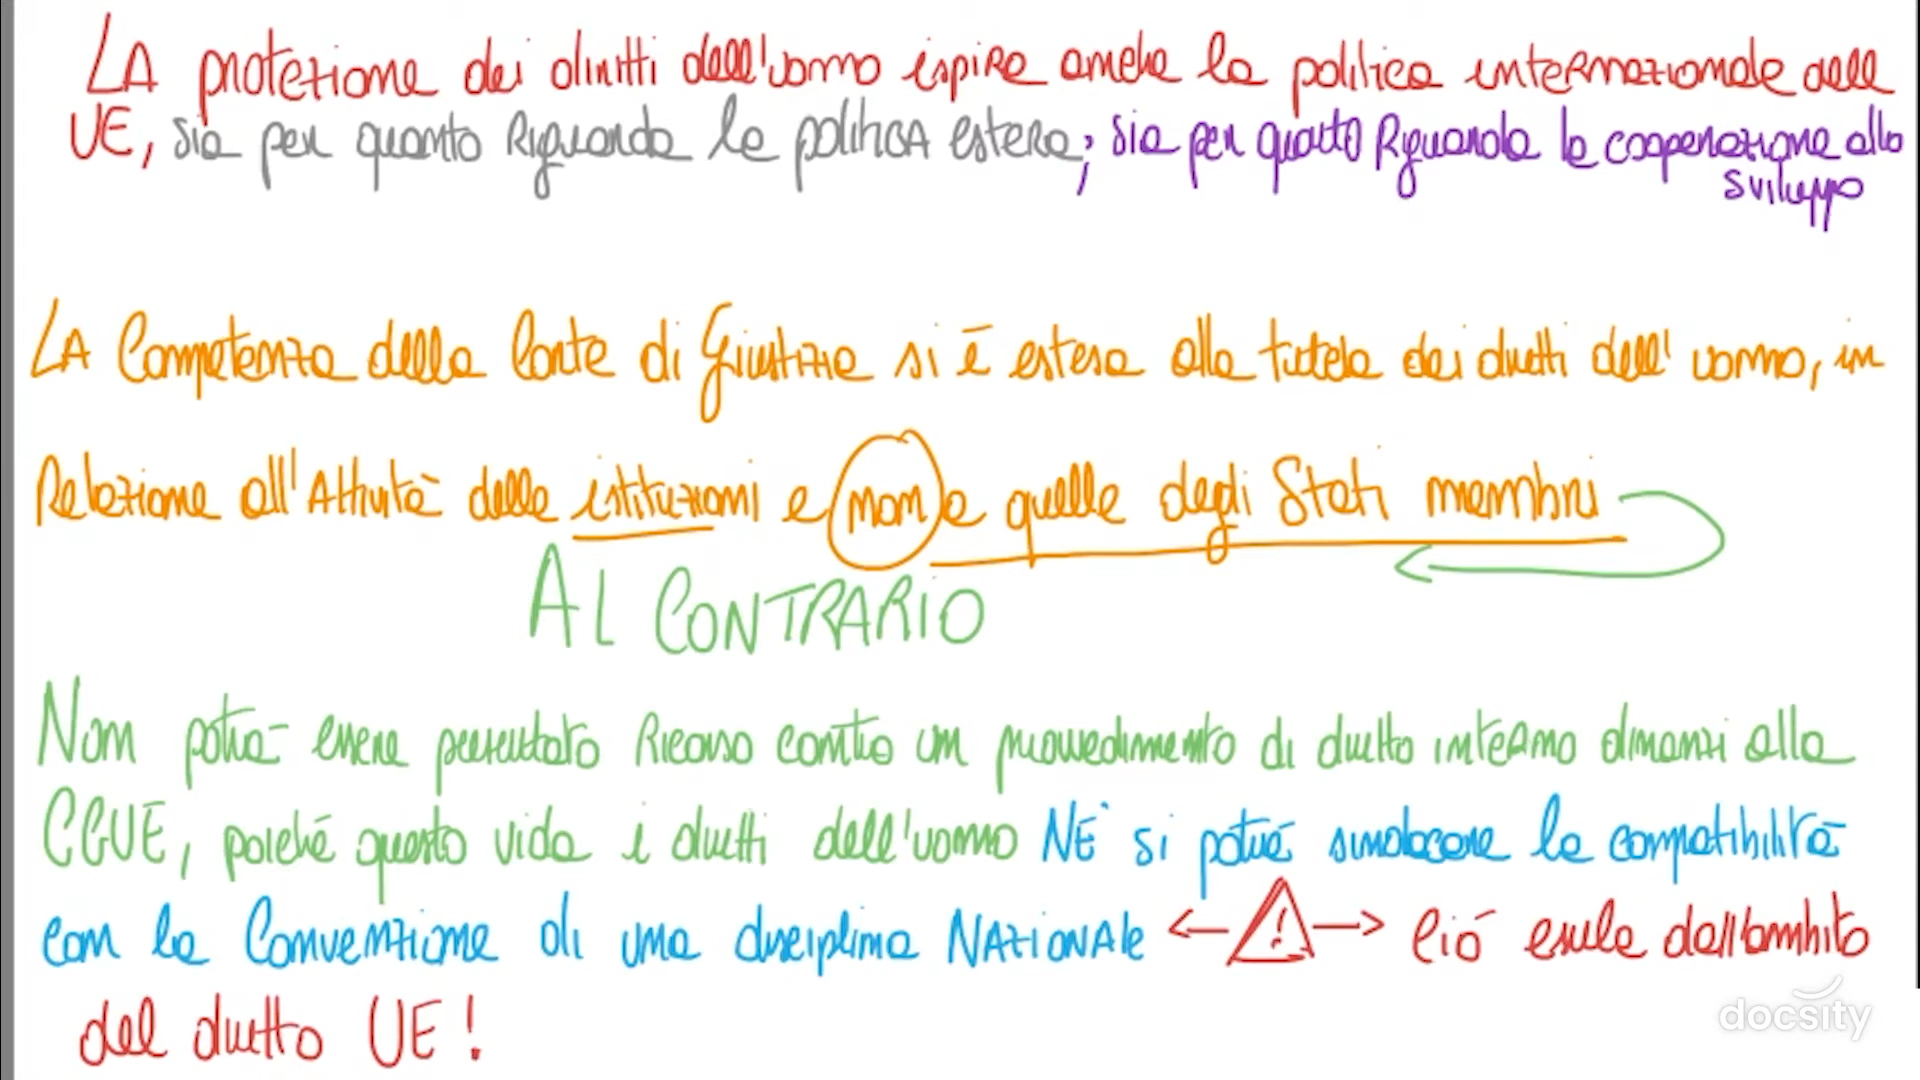 LA protezione dei diritti dell'uomo ispira anche la politica internazionale dell
UE, sia per quanto Riguarda la politica estera; sia per quanto Riguarda la cooperazione allo
sviluppo
LA Competenza della Corte di Giustizia si è estesa alla tutela dei diritti dell'uomo, in
Relazione all'Attività delle istituzioni e non a quelle degli Stati membri
AL CONTRARIO
Non potrà essere presentato Ricorso contro un provvedimento di diritto interno dinanzi alla
CGUE, poiché questo vìola i diritti dell'uomo NÈ si potrà sindacare la compatibilità
con la Convenzione di una disciplina NAZIONALE ← ! → Ciò esula dall'ambito
del diritto UE!
docsity